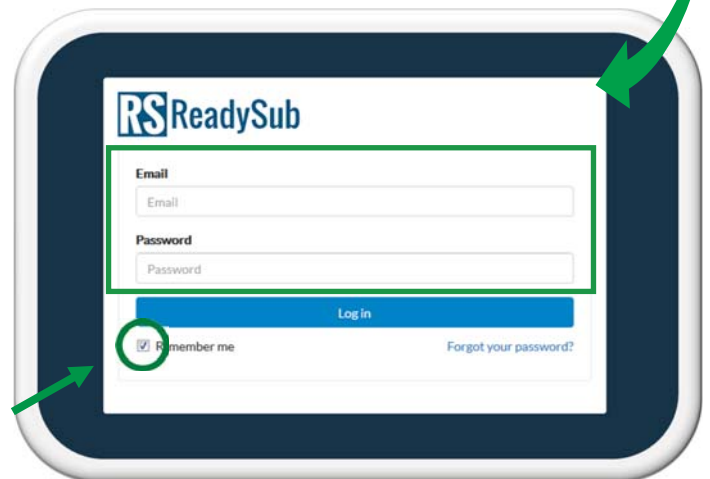 RS ReadySub
Email
Email
Password
Password
Log in
Remember me Forgot your password?